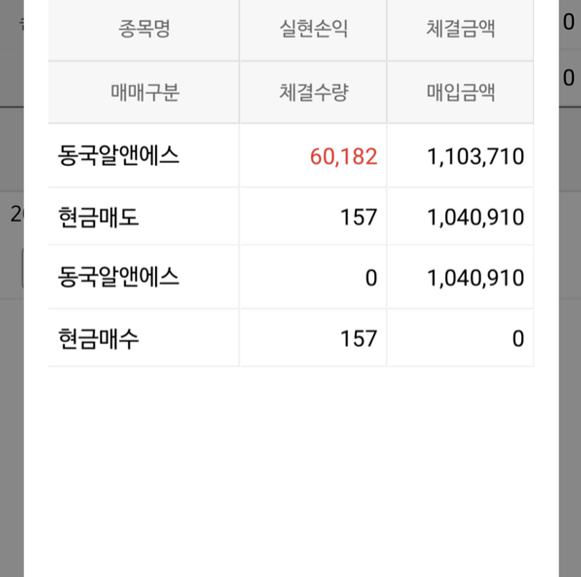 종목명 실현손익 체결금액 0
매매구분 체결수량 매입금액 0
동국알앤에스 60,182 1,103,710
현금매도 157 1,040,910
동국알앤에스 0 1,040,910
현금매수 157 0